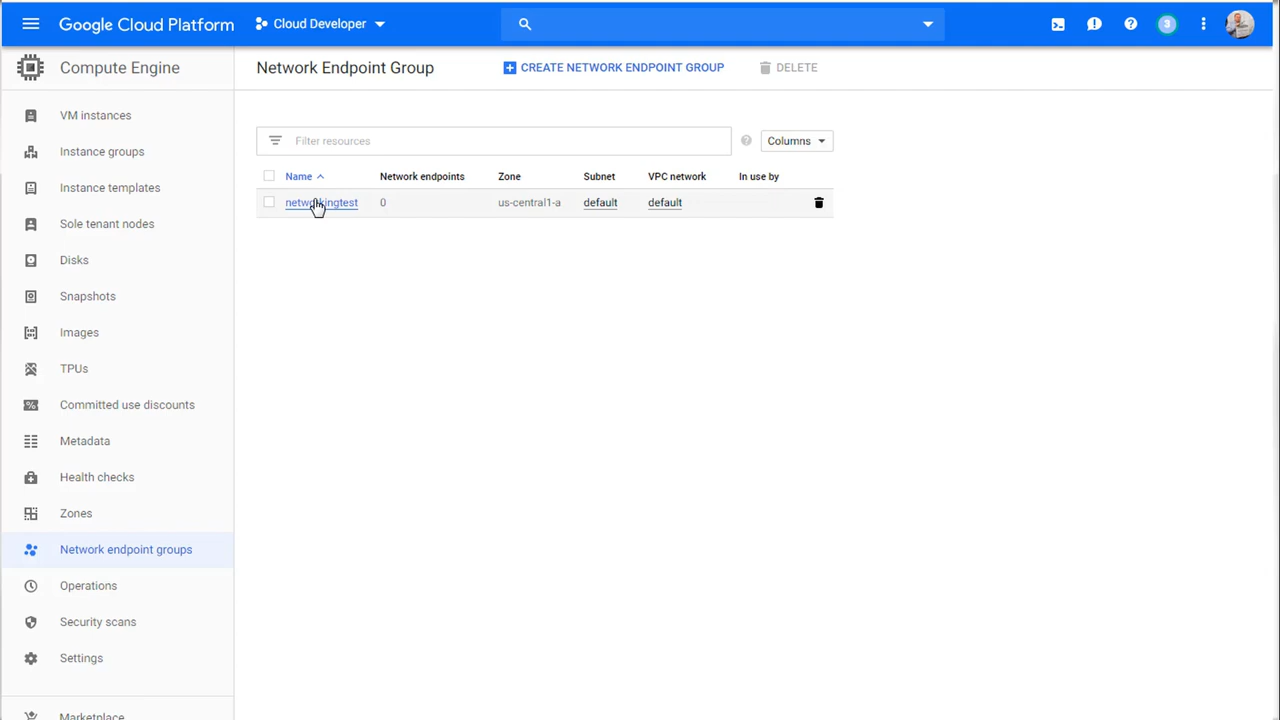 Google Cloud Platform
Cloud Developer
3
Compute Engine
Network Endpoint Group
CREATE NETWORK ENDPOINT GROUP
DELETE
VM instances
Instance groups
Instance templates
Sole tenant nodes
Disks
Snapshots
Images
TPUs
Committed use discounts
Metadata
Health checks
Zones
Network endpoint groups
Operations
Security scans
Settings
Marketplace
Filter resources
Columns
Name Network endpoints Zone Subnet VPC network In use by
networkingtest 0 us-central1-a default default